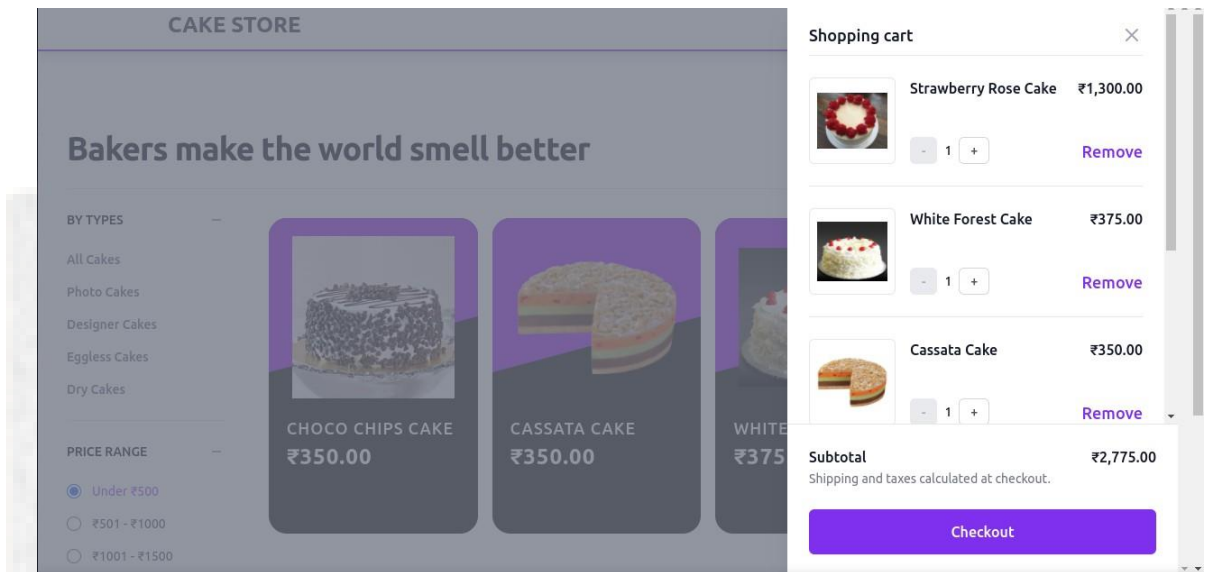 CAKE STORE
Bakers make the world smell better
BY TYPES
All Cakes
Photo Cakes
Designer Cakes
Eggless Cakes
Dry Cakes
PRICE RANGE
Under ₹500
₹501 - ₹1000
₹1001 - ₹1500
CHOCO CHIPS CAKE
₹350.00
CASSATA CAKE
₹350.00
WHITE
₹375
Shopping cart
Strawberry Rose Cake ₹1,300.00
- 1 + Remove
White Forest Cake ₹375.00
- 1 + Remove
Cassata Cake ₹350.00
- 1 + Remove
Subtotal ₹2,775.00
Shipping and taxes calculated at checkout.
Checkout